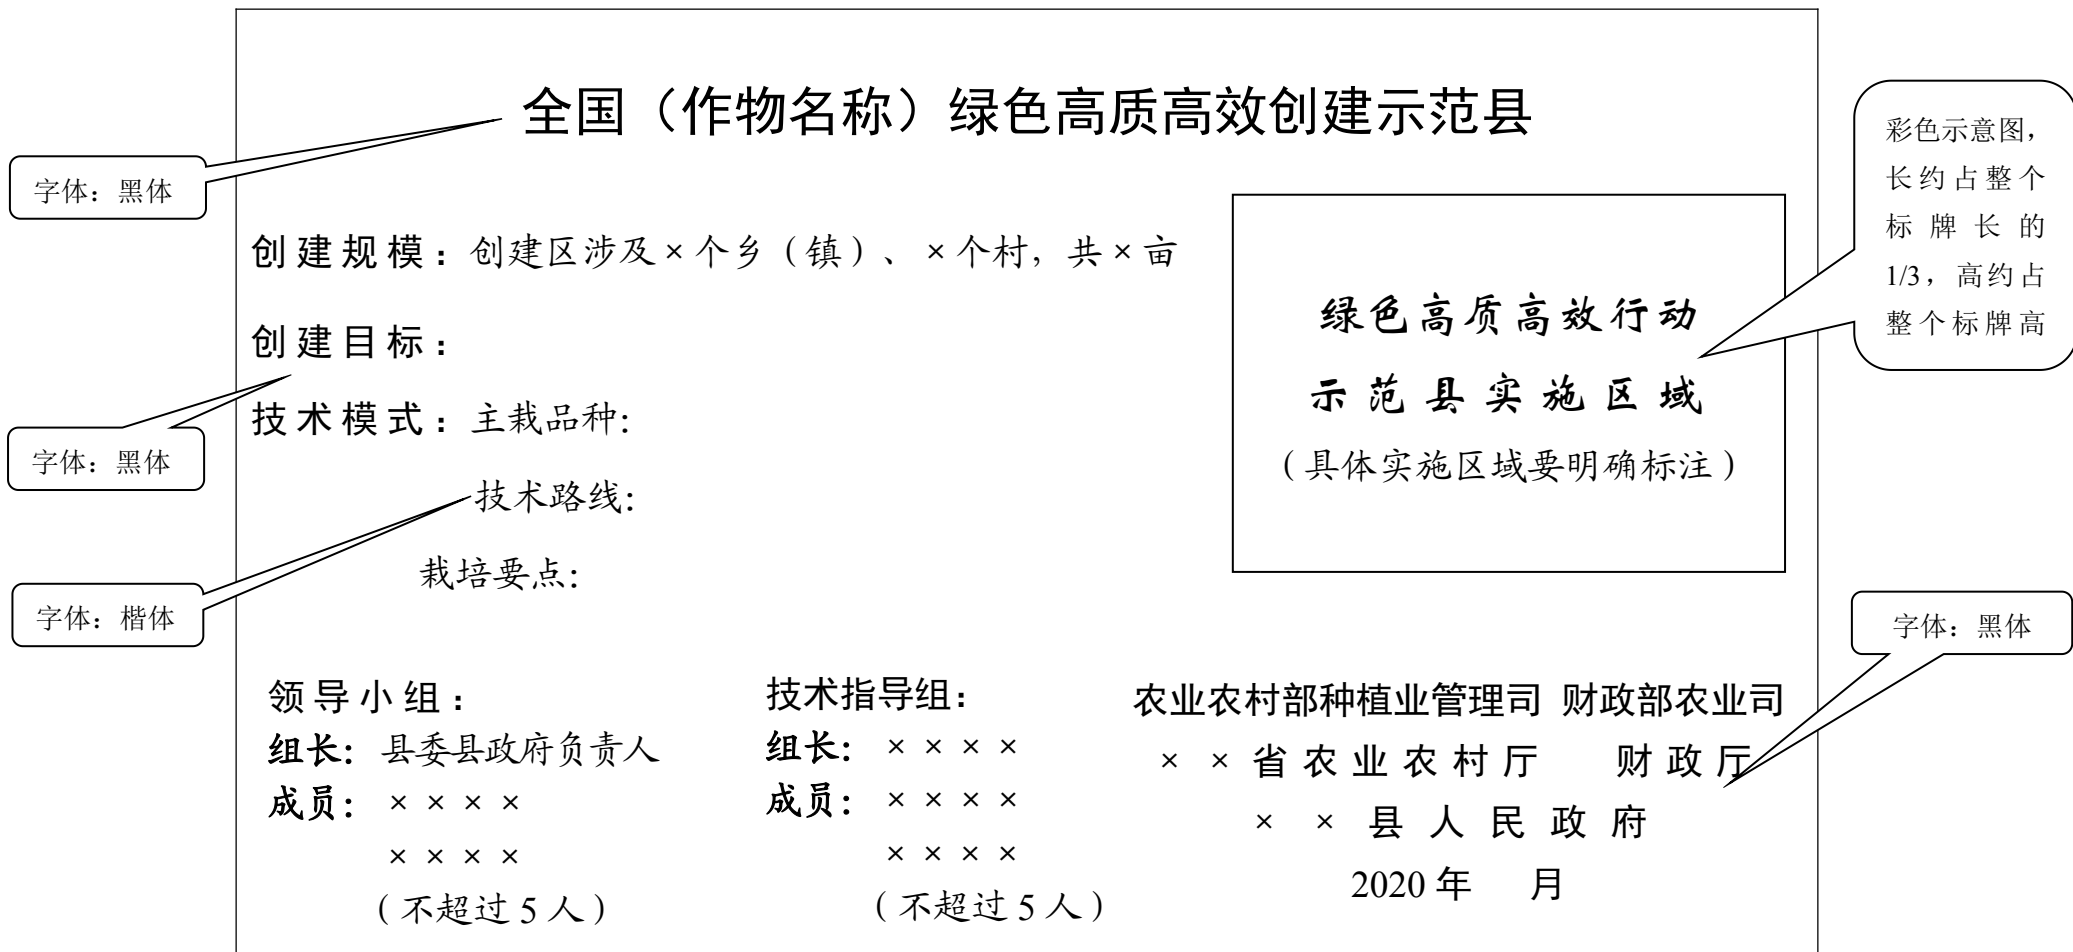 全国（作物名称）绿色高质高效创建示范县
字体：黑体
彩色示意图，
长约占整个
标牌长的
1/3，高约占
整个标牌高
创建规模：创建区涉及×个乡（镇）、×个村，共×亩
创建目标：
字体：黑体
技术模式：主栽品种：
技术路线：
栽培要点：
字体：楷体
绿色高质高效行动
示范县实施区域
（具体实施区域要明确标注）
字体：黑体
领导小组：
组长：县委县政府负责人
成员：××××
××××
（不超过5人）
技术指导组：
组长：××××
成员：××××
××××
（不超过5人）
农业农村部种植业管理司 财政部农业司
××省农业农村厅 财政厅
××县人民政府
2020年 月